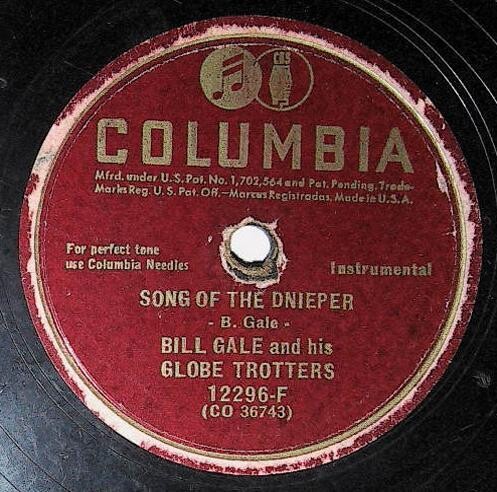 CBS
COLUMBIA
Mfrd. under U.S. Pat. No. 1,702,564 and Pat. Pending. Trade-
Marks Reg. U.S. Pat. Off.—Marcas Registradas, Made in U.S.A.
For perfect tone
use Columbia Needles
Instrumental
SONG OF THE DNIEPER
- B. Gale -
BILL GALE and his
GLOBE TROTTERS
12296-F
(CO 36743)